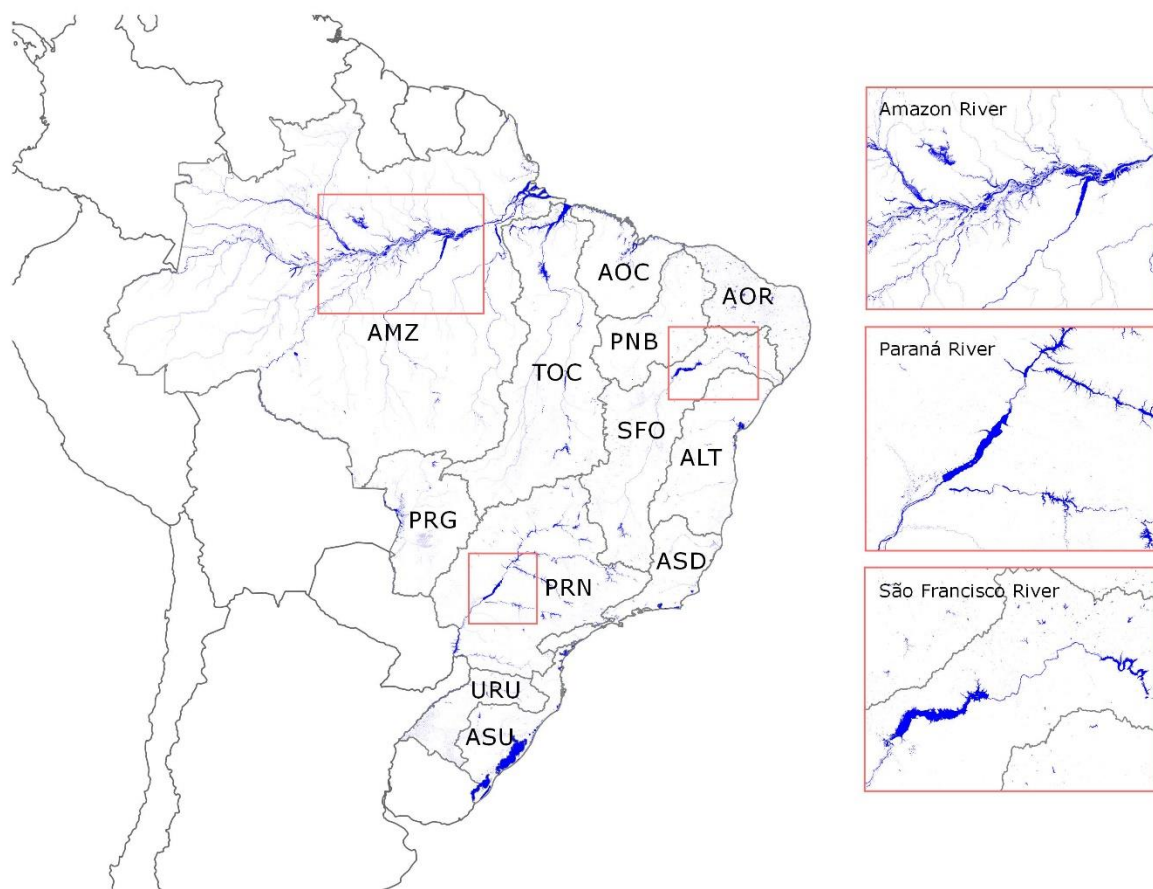 Amazon River
AOC
AOR
AMZ
PNB
Paraná River
TOC
SFO
ALT
PRG
ASD
PRN
São Francisco River
URU
ASU